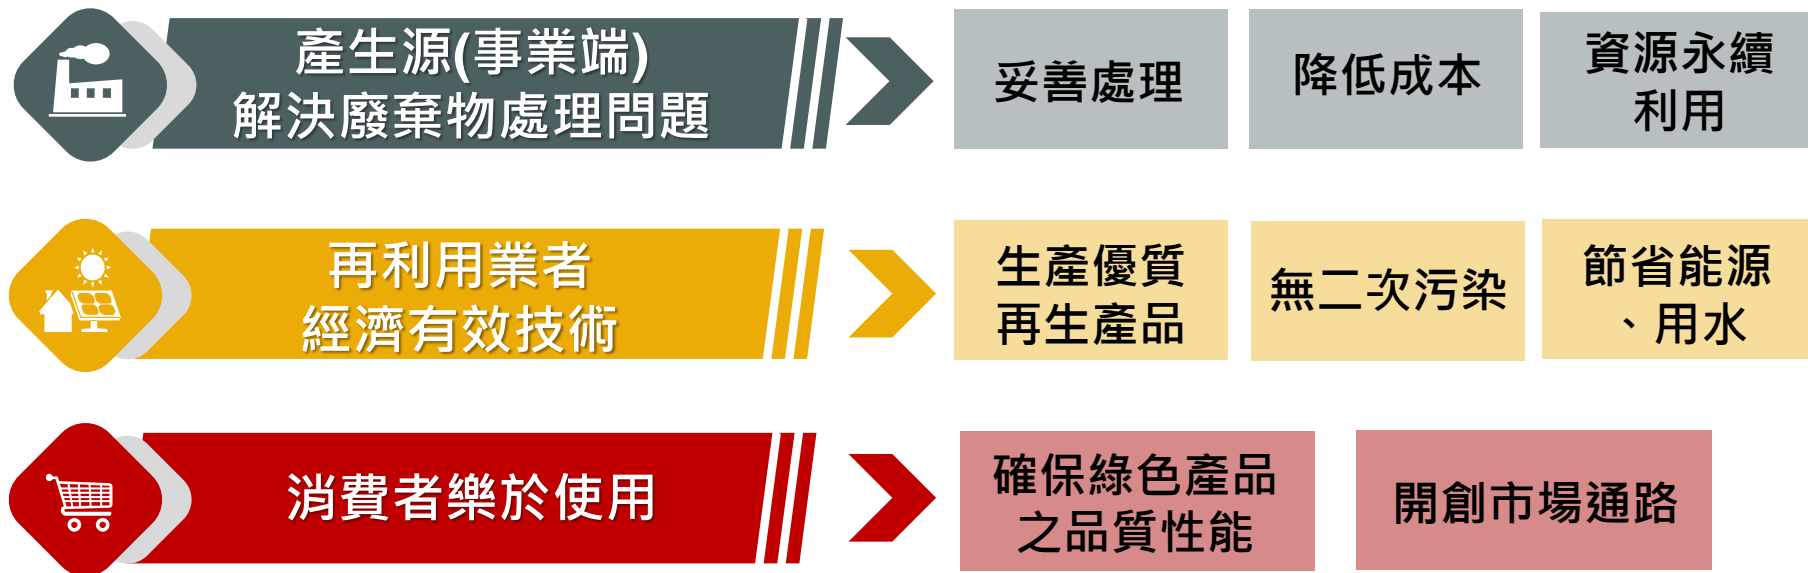 產生源(事業端)
解決廢棄物處理問題
妥善處理
降低成本
資源永續
利用
再利用業者
經濟有效技術
生產優質
再生產品
無二次污染
節省能源
、用水
消費者樂於使用
確保綠色產品
之品質性能
開創市場通路